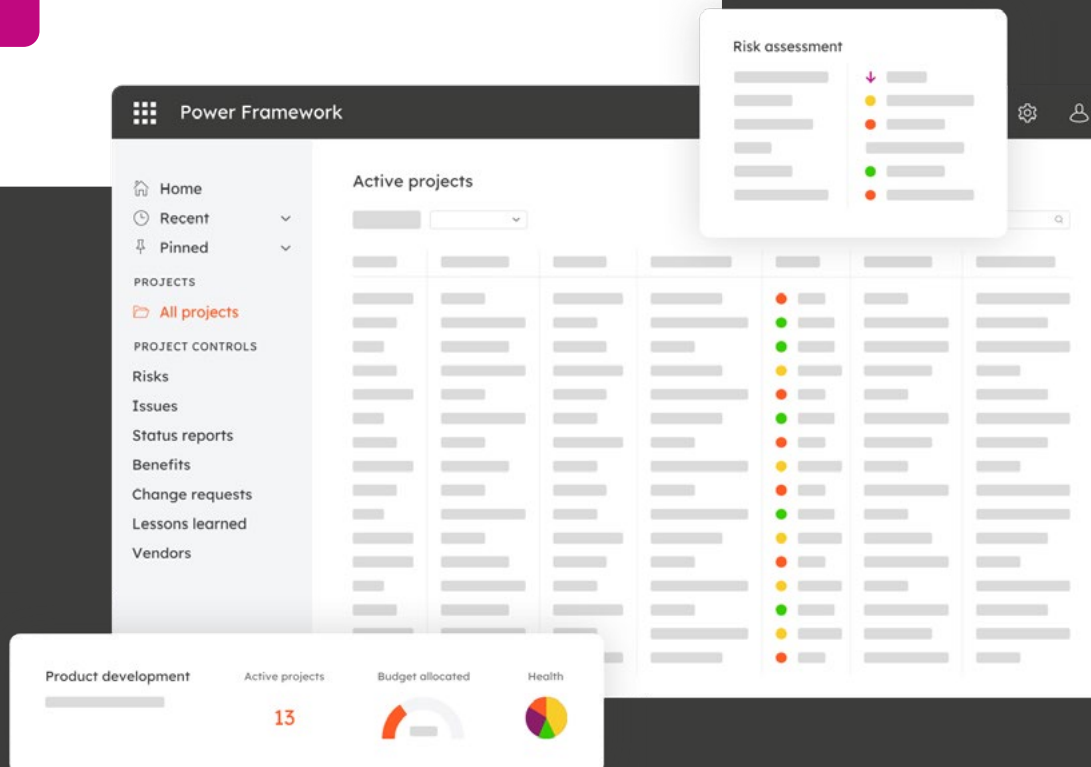 Risk assessment
Power Framework
Home
Recent
Pinned
PROJECTS
All projects
PROJECT CONTROLS
Risks
Issues
Status reports
Benefits
Change requests
Lessons learned
Vendors
Active projects
Product development
Active projects
13
Budget allocated
Health